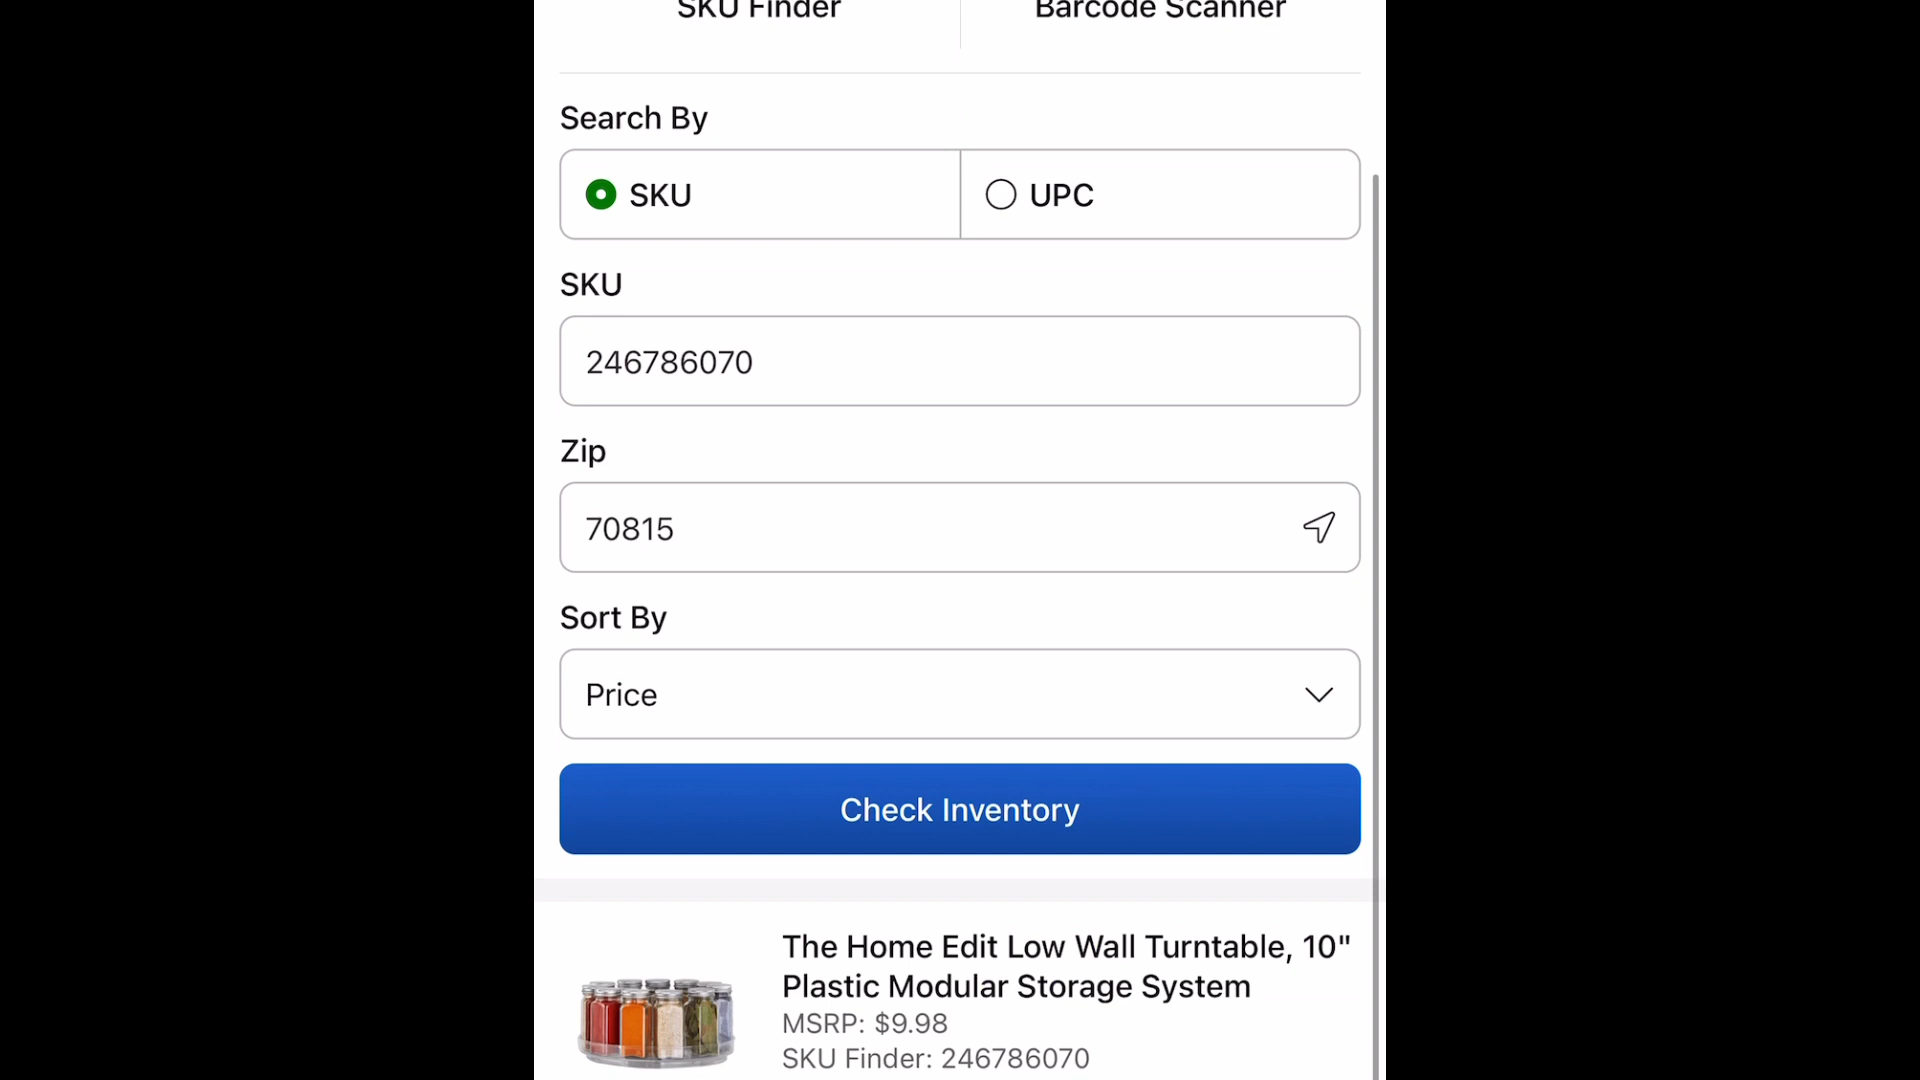 SKU Finder
Barcode Scanner
Search By
SKU
UPC
SKU
246786070
Zip
70815
Sort By
Price
Check Inventory
The Home Edit Low Wall Turntable, 10"
Plastic Modular Storage System
MSRP: $9.98
SKU Finder: 246786070